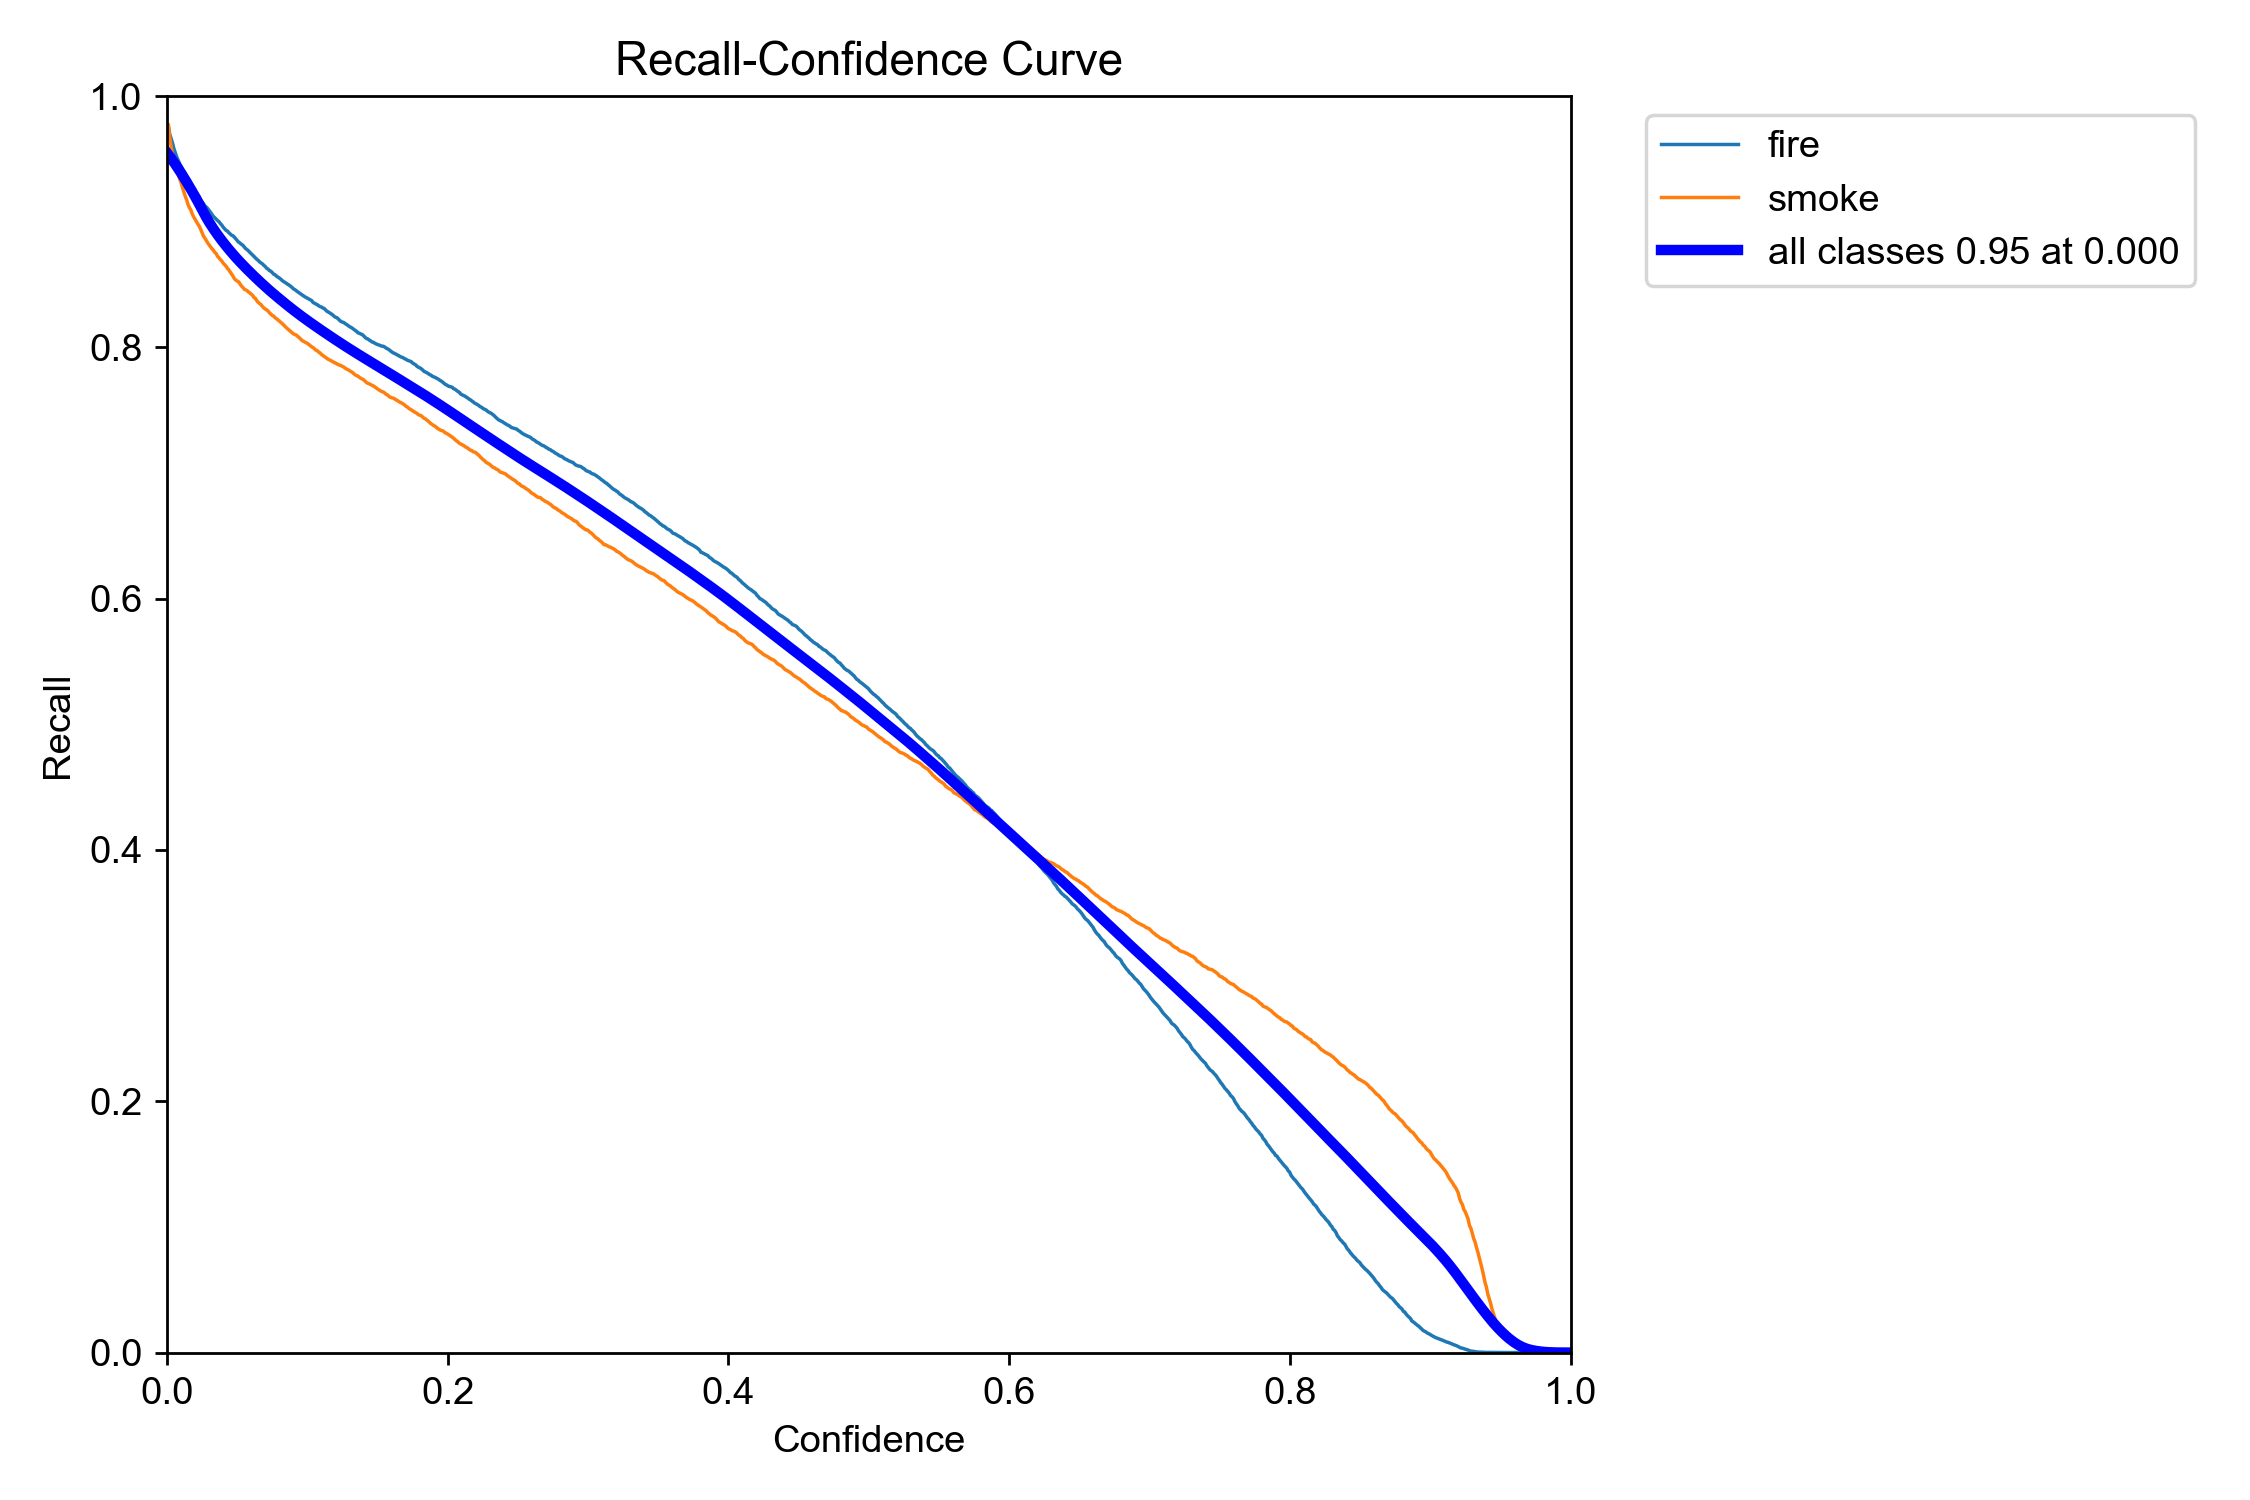 Recall-Confidence Curve
1.0
0.8
0.6
0.4
0.2
0.0
Recall
0.0 0.2 0.4 0.6 0.8 1.0
Confidence
fire
smoke
all classes 0.95 at 0.000